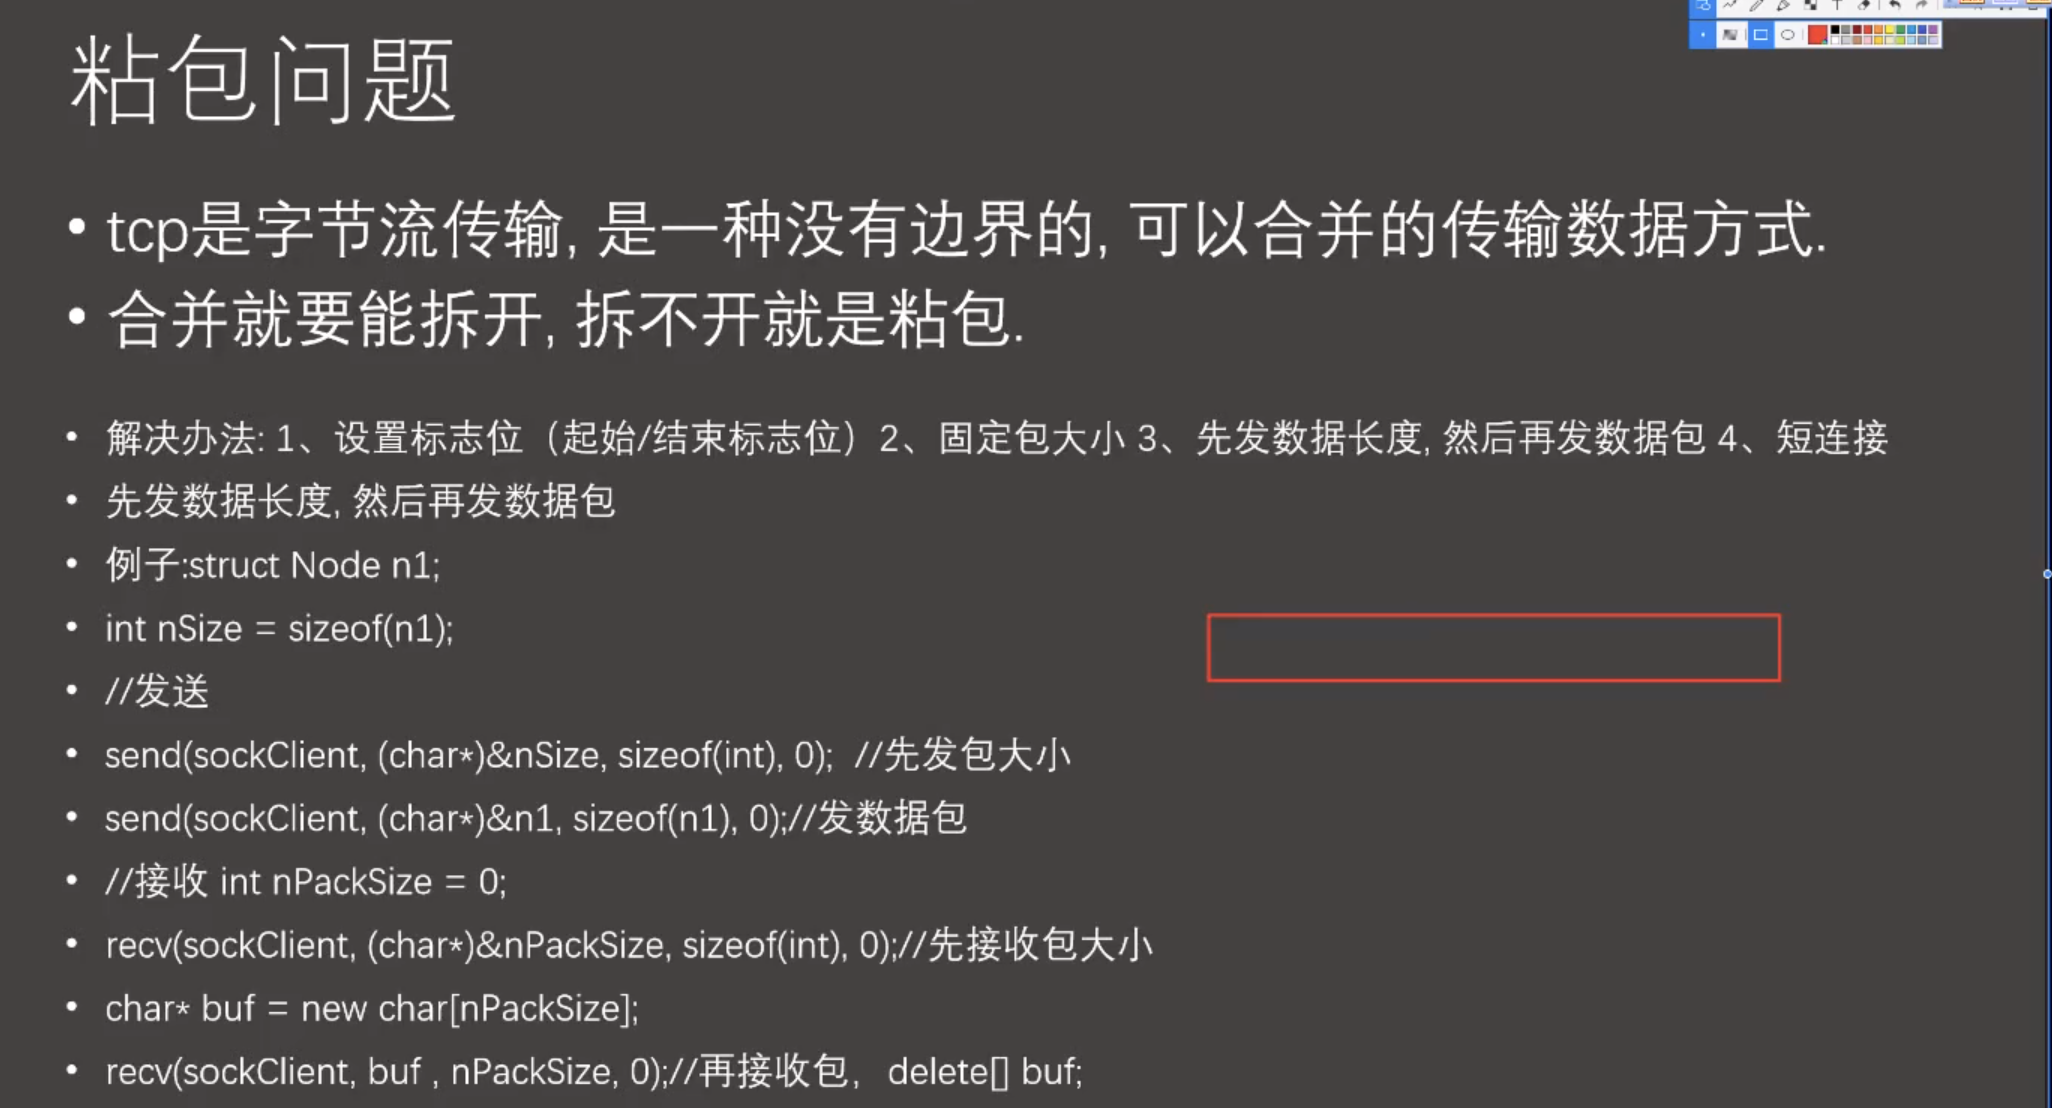 粘包问题
• tcp是字节流传输, 是一种没有边界的, 可以合并的传输数据方式.
• 合并就要能拆开, 拆不开就是粘包.
• 解决办法: 1、设置标志位（起始/结束标志位）2、固定包大小 3、先发数据长度, 然后再发数据包 4、短连接
• 先发数据长度, 然后再发数据包
• 例子:struct Node n1;
• int nSize = sizeof(n1);
• //发送
• send(sockClient, (char*)&nSize, sizeof(int), 0);  //先发包大小
• send(sockClient, (char*)&n1, sizeof(n1), 0);//发数据包
• //接收 int nPackSize = 0;
• recv(sockClient, (char*)&nPackSize, sizeof(int), 0);//先接收包大小
• char* buf = new char[nPackSize];
• recv(sockClient, buf , nPackSize, 0);//再接收包，delete[] buf;